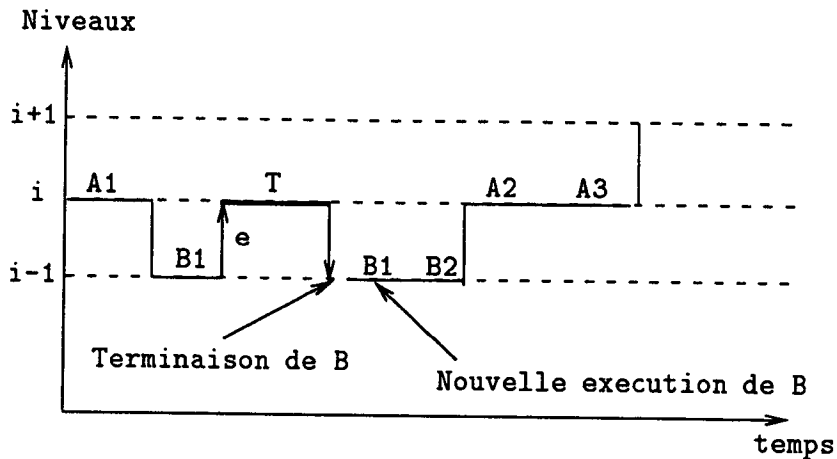 Niveaux
i+1
i
A1
T
A2
A3
e
B1
i-1
B1
B2
Terminaison de B
Nouvelle execution de B
temps